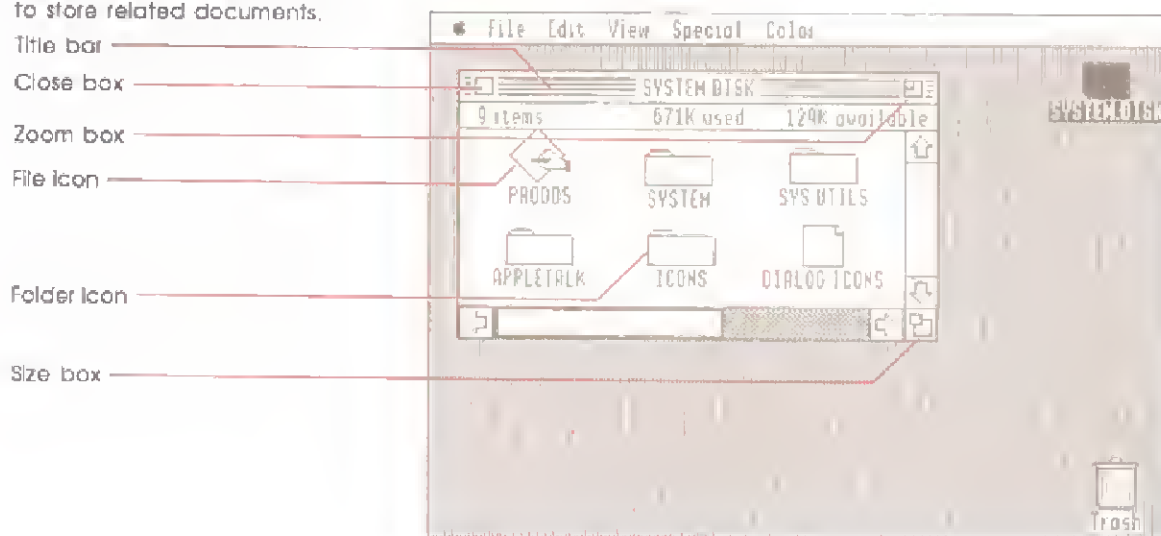 to store related documents.
Title bar
Close box
Zoom box
File icon
Folder icon
Size box
File Edit View Special Color
SYSTEM.DISK
9 items 671K used 129K available
PRODOS SYSTEM SYS.UTILS
APPLETALK ICONS DIALOG.ICONS
SYSTEM.DISK
Trash